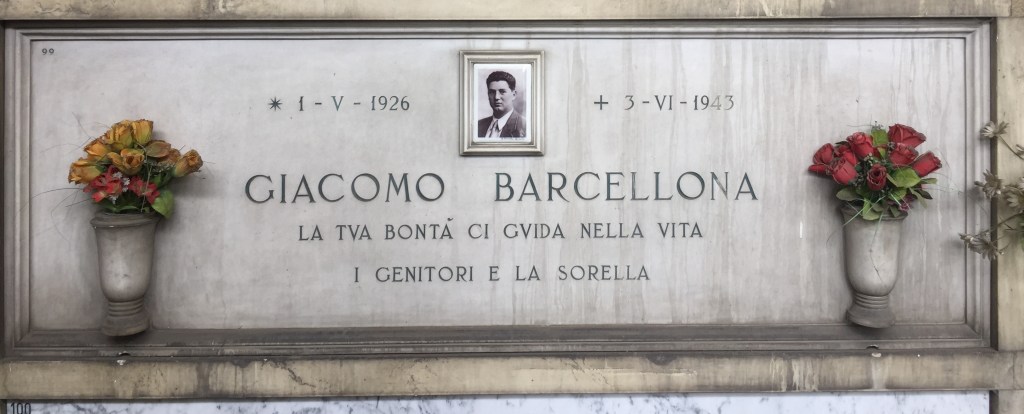 99
* 1 - V - 1926
+ 3 - VI - 1943
GIACOMO BARCELLONA
LA TVA BONTÀ CI GVIDA NELLA VITA
I GENITORI E LA SORELLA
100